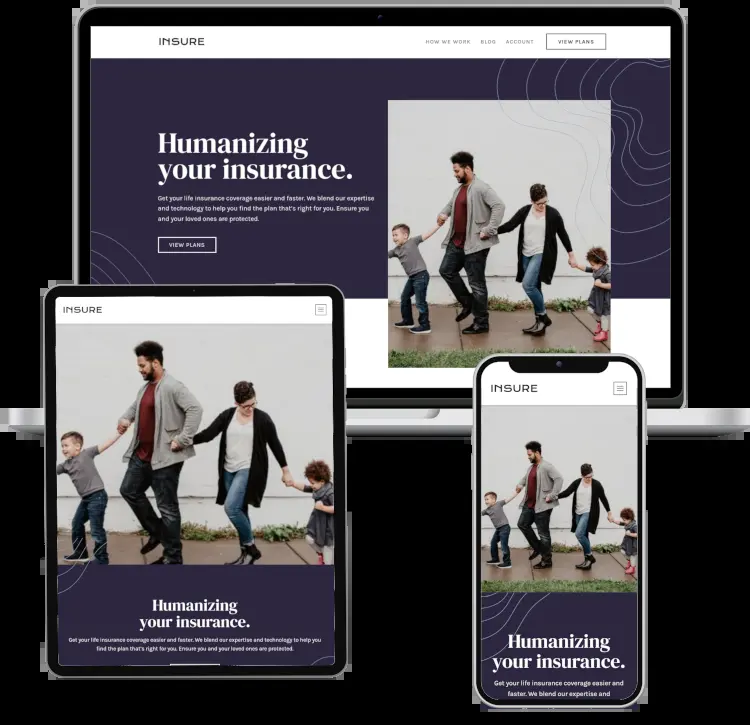 INSURE
HOW WE WORK BLOG ACCOUNT VIEW PLANS
Humanizing
your insurance.
Get your life insurance coverage easier and faster. We blend our expertise
and technology to help you find the plan that's right for you. Ensure you
and your loved ones are protected.
VIEW PLANS
INSURE
Humanizing
your insurance.
Get your life insurance coverage easier and faster. We blend our expertise and technology to help you
find the plan that's right for you. Ensure you and your loved ones are protected.
INSURE
Humanizing
your insurance.
Get your life insurance coverage easier and
faster. We blend our expertise and